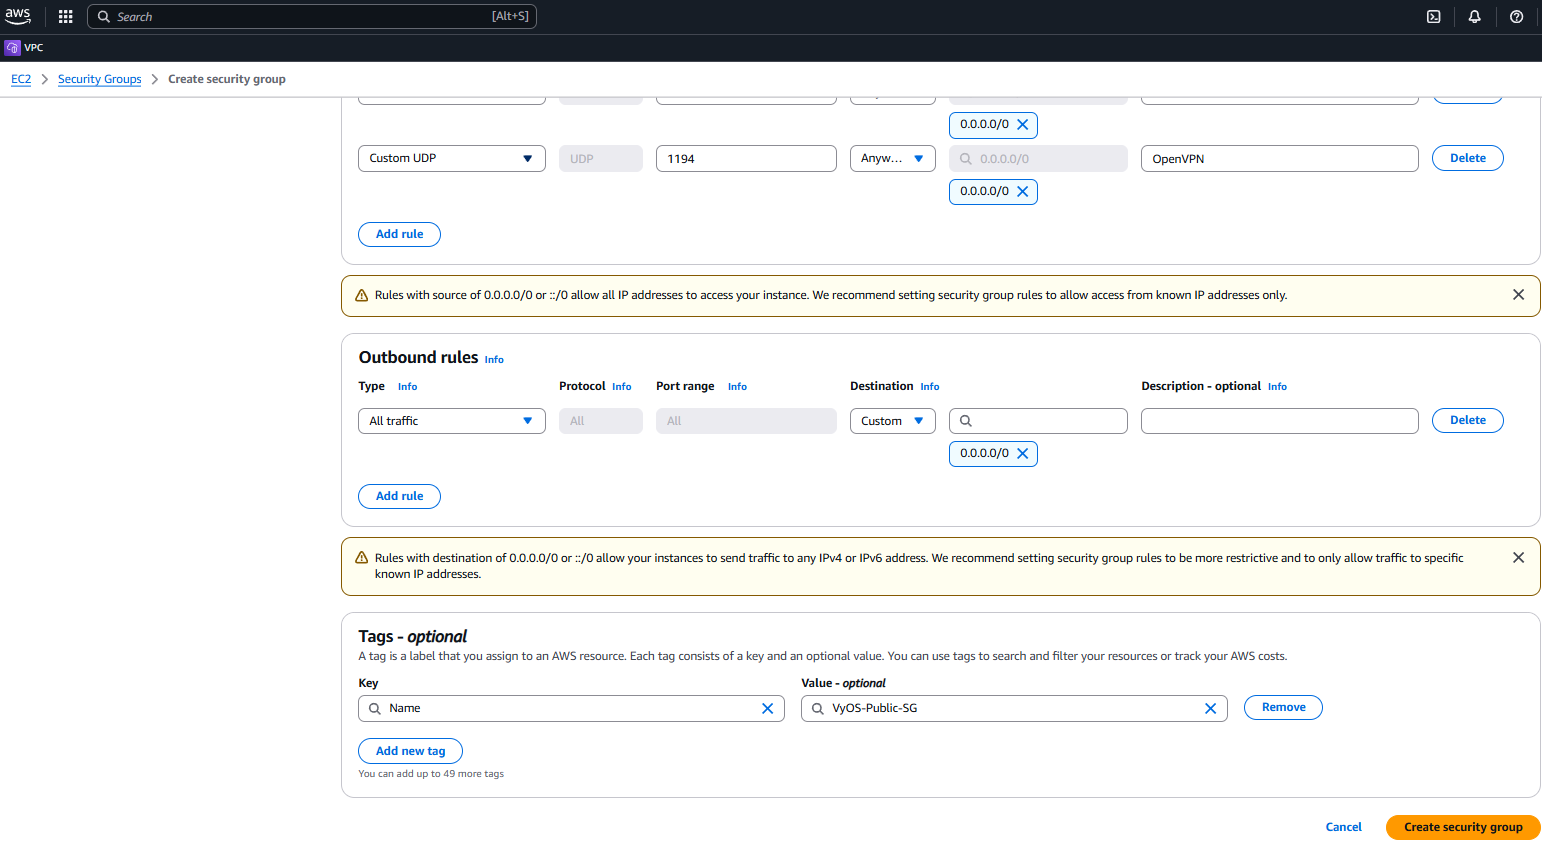 aws Search [Alt+S]
VPC
EC2 Security Groups Create security group
0.0.0.0/0
Custom UDP UDP 1194 Anyw... 0.0.0.0/0 OpenVPN Delete
0.0.0.0/0
Add rule
Rules with source of 0.0.0.0/0 or ::/0 allow all IP addresses to access your instance. We recommend setting security group rules to allow access from known IP addresses only.
Outbound rules Info
Type Info Protocol Info Port range Info Destination Info Description - optional Info
All traffic All All Custom Delete
0.0.0.0/0
Add rule
Rules with destination of 0.0.0.0/0 or ::/0 allow your instances to send traffic to any IPv4 or IPv6 address. We recommend setting security group rules to be more restrictive and to only allow traffic to specific
known IP addresses.
Tags - optional
A tag is a label that you assign to an AWS resource. Each tag consists of a key and an optional value. You can use tags to search and filter your resources or track your AWS costs.
Key Value - optional
Name VyOS-Public-SG Remove
Add new tag
You can add up to 49 more tags
Cancel Create security group